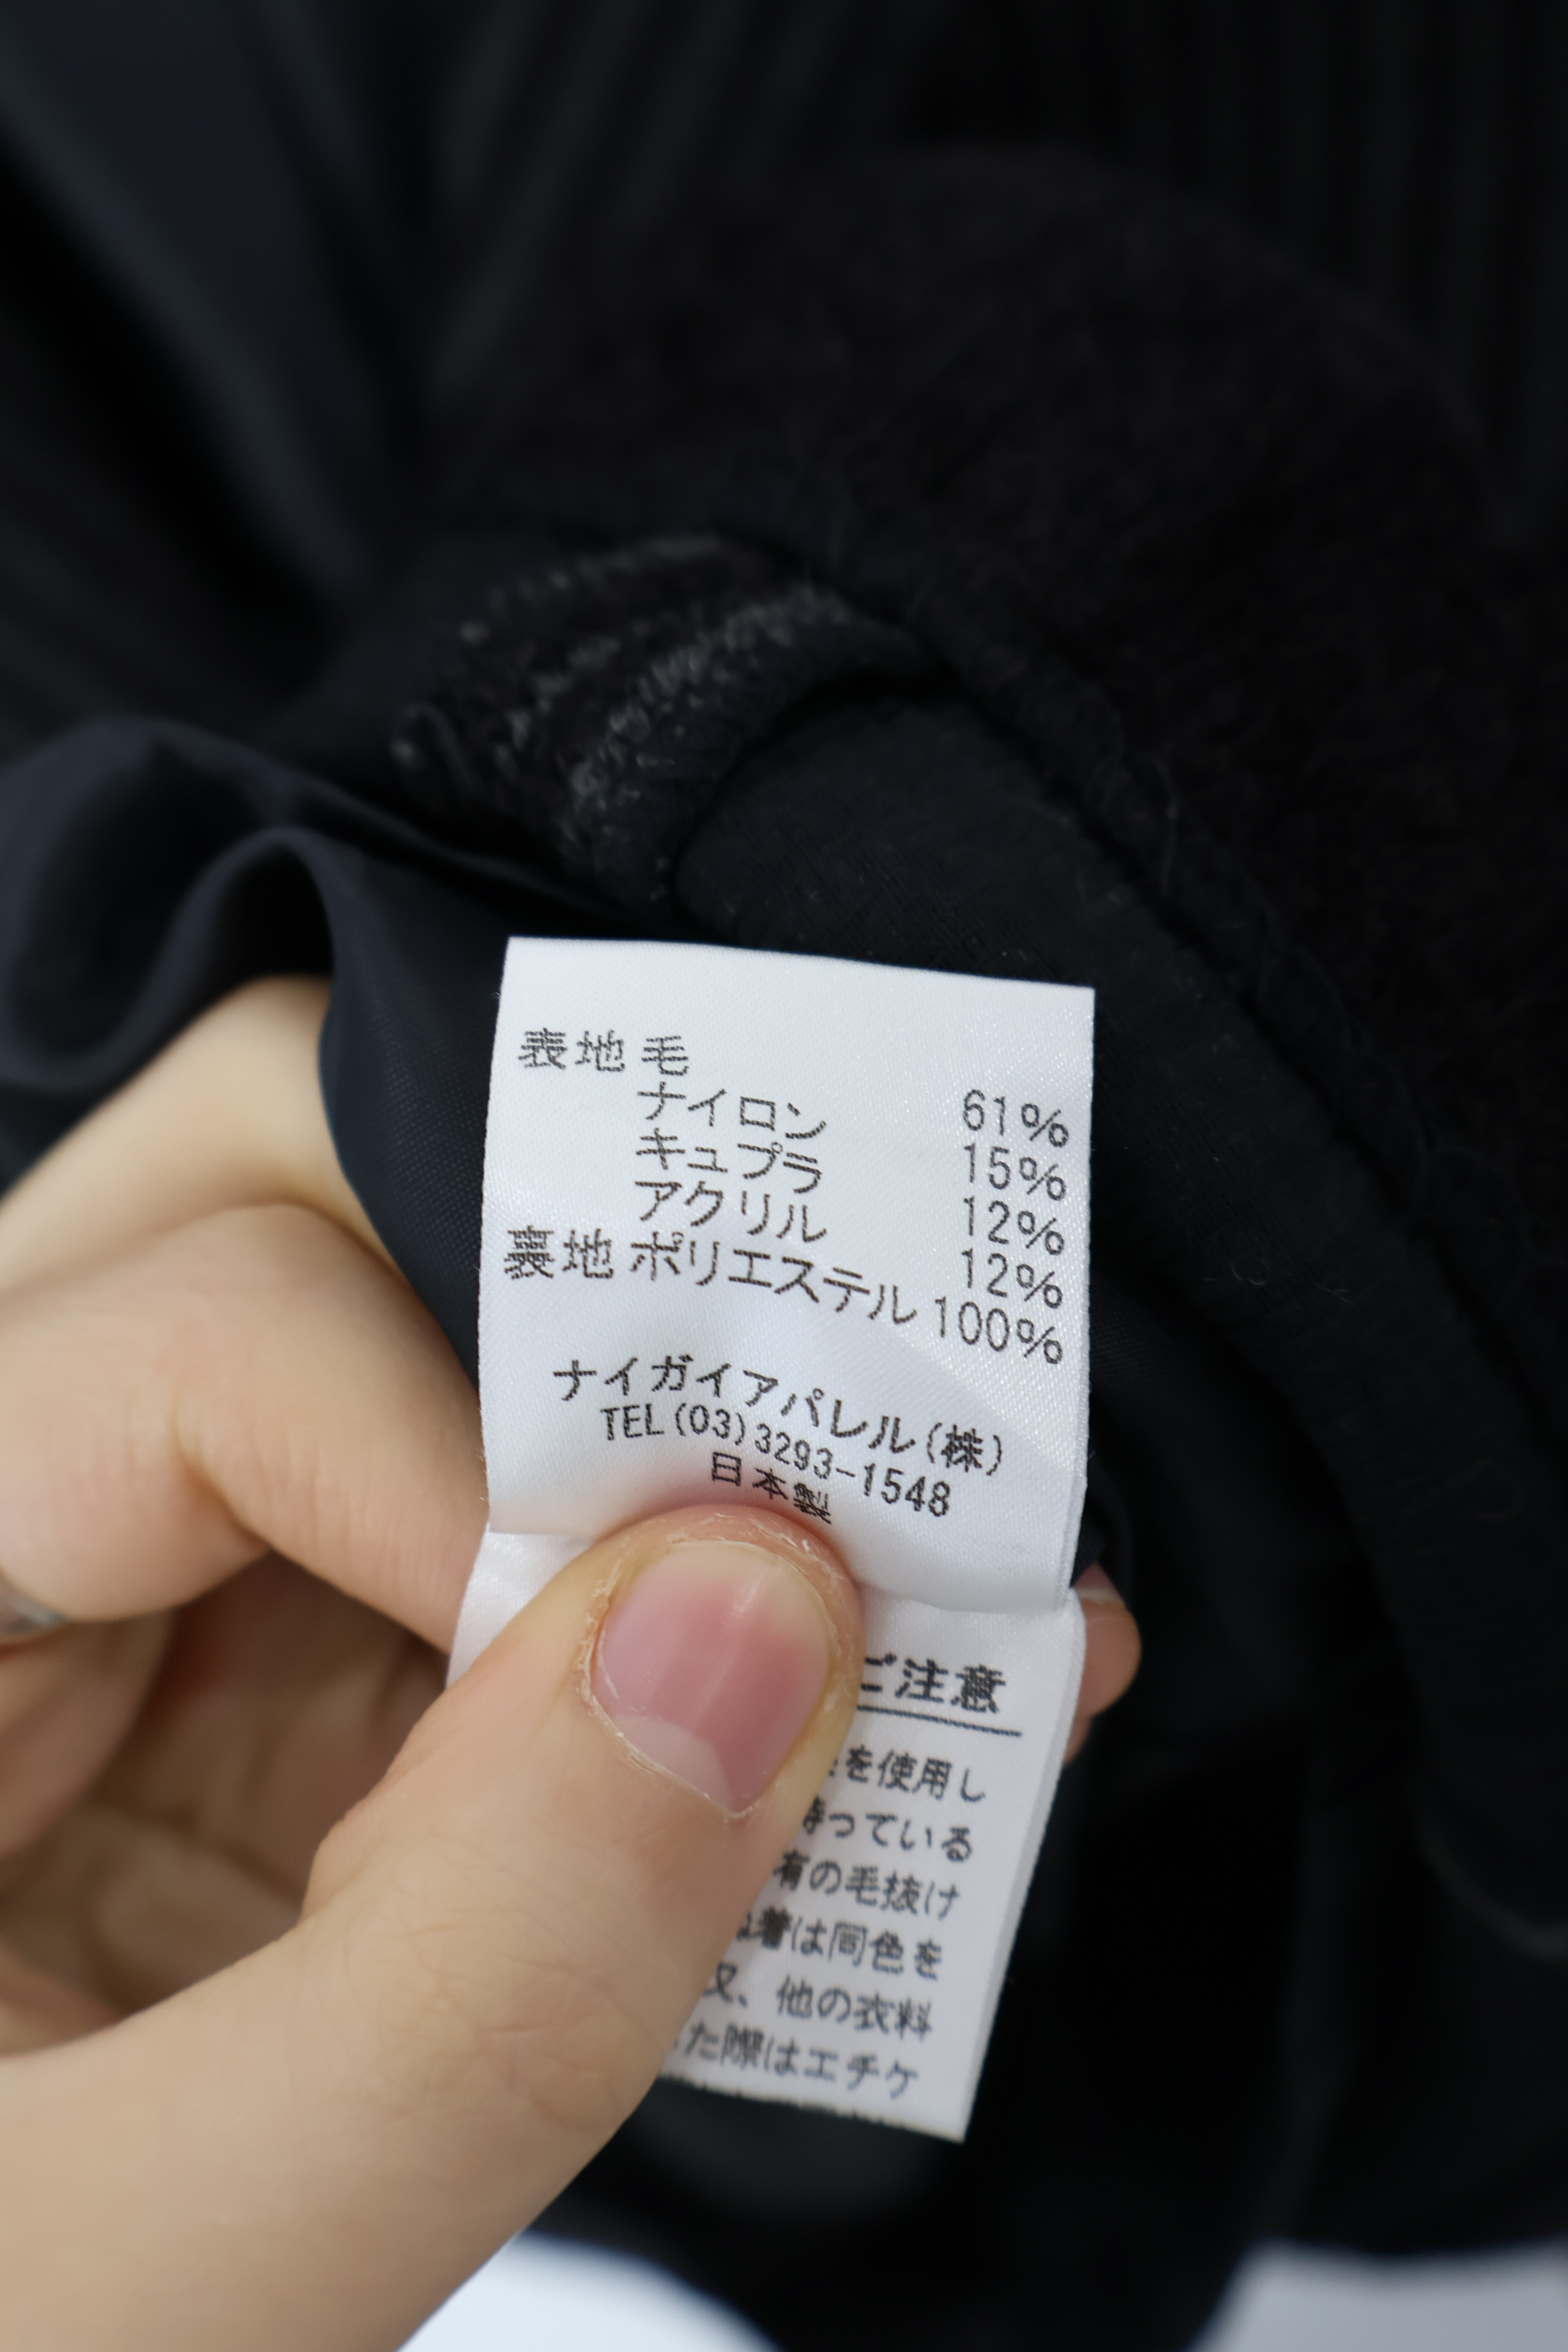 表地 毛 61%
ナイロン 15%
キュプラ 12%
アクリル 12%
裏地 ポリエステル 100%
ナイガイアパレル(株)
TEL(03)3293-1548
日本製
ご注意
を使用し
持っている
有の毛抜け
着は同色を
又、他の衣料
た際はエチケ